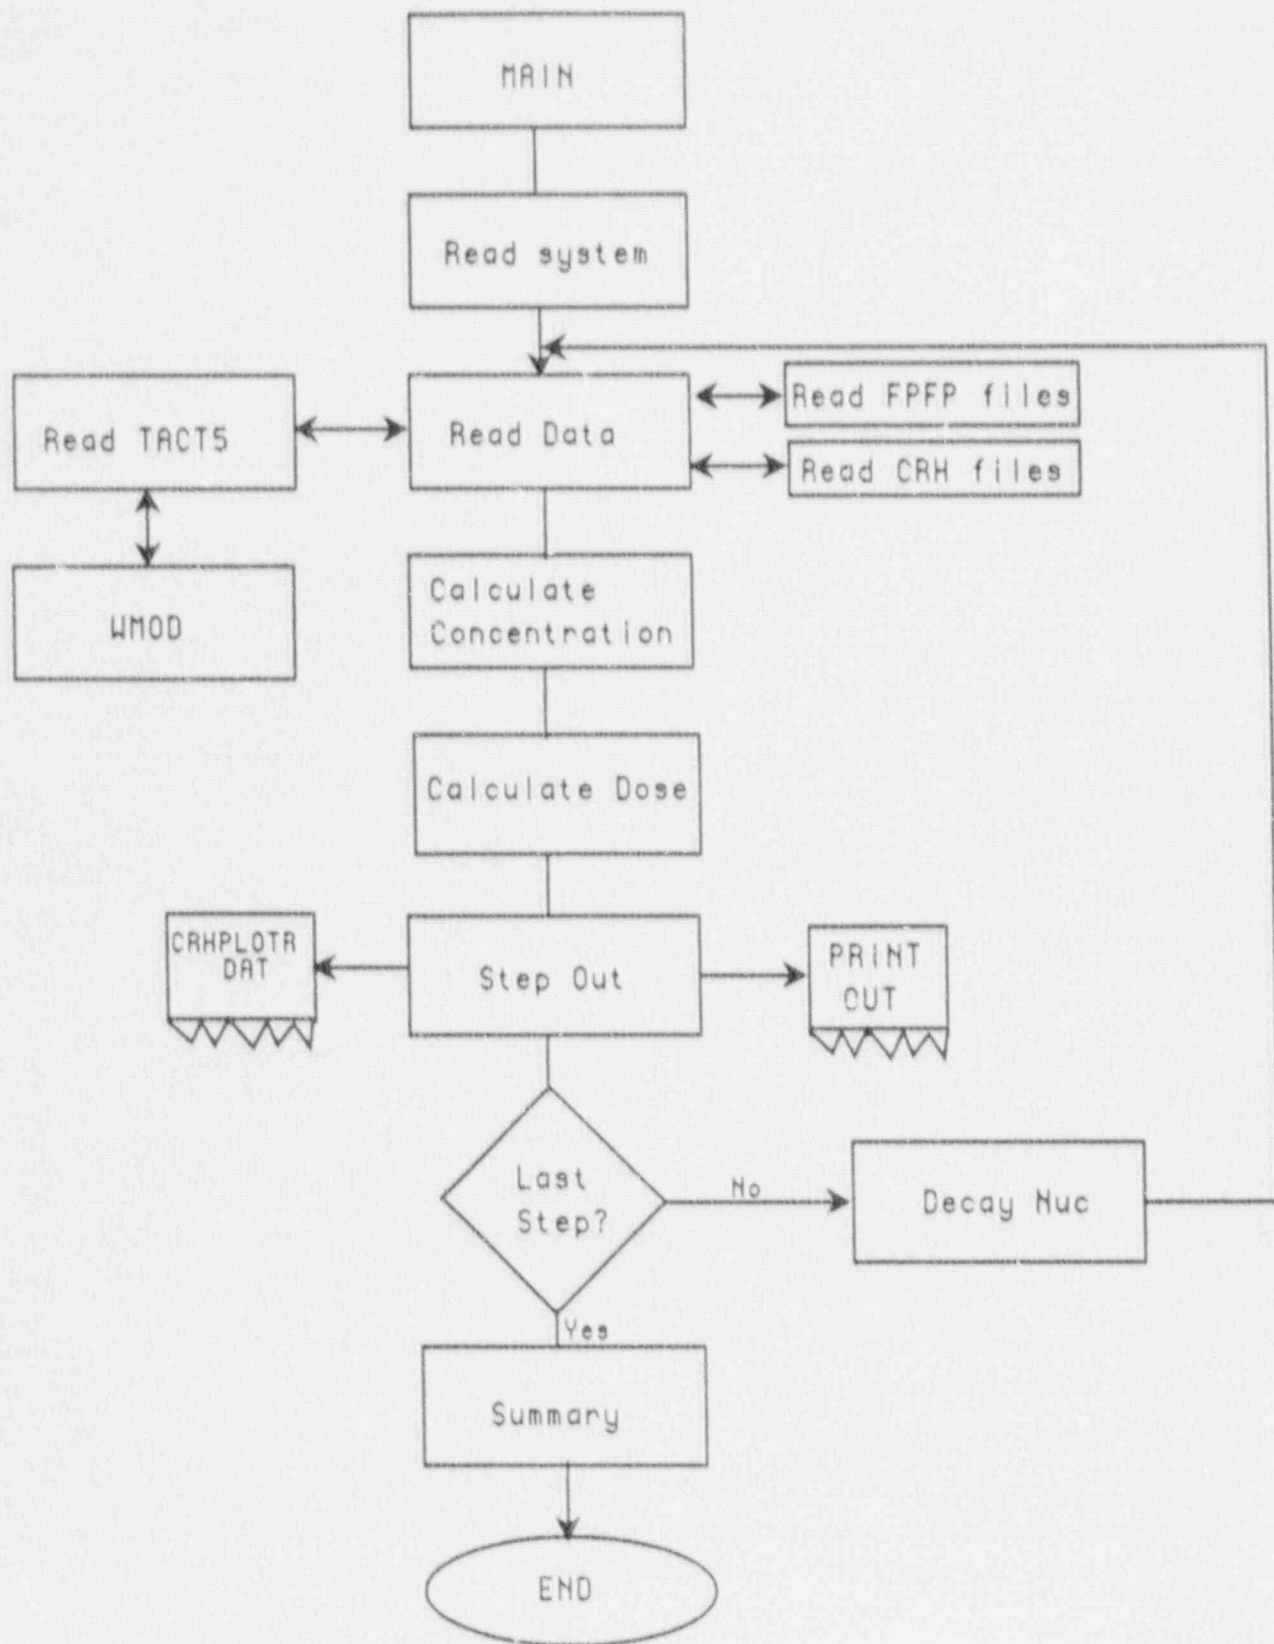 MAIN
Read system
Read TACT5
Read Data
Read FPFP files
Read CRH files
WMOD
Calculate
Concentration
Calculate Dose
CRHPLOTR
DAT
Step Out
PRINT
OUT
Last
Step?
No
Decay Nuc
Yes
Summary
END